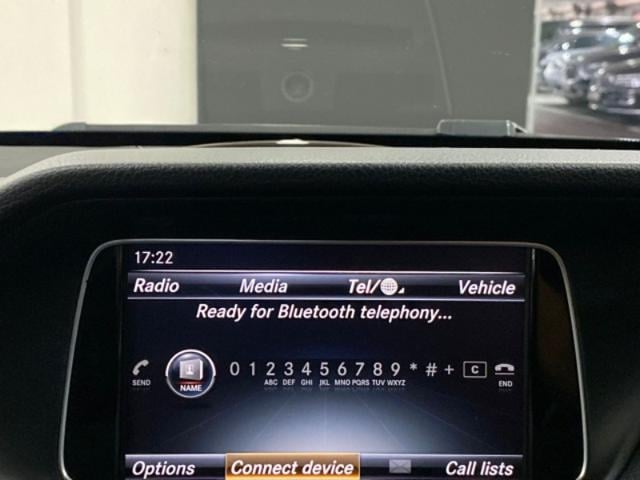 17:22
Radio Media Tel/ Vehicle
Ready for Bluetooth telephony...
SEND NAME 0 1 2 3 4 5 6 7 8 9 * # + C END
ABC DEF GHI JKL MNO PQRS TUV WXYZ
Options Connect device Call lists